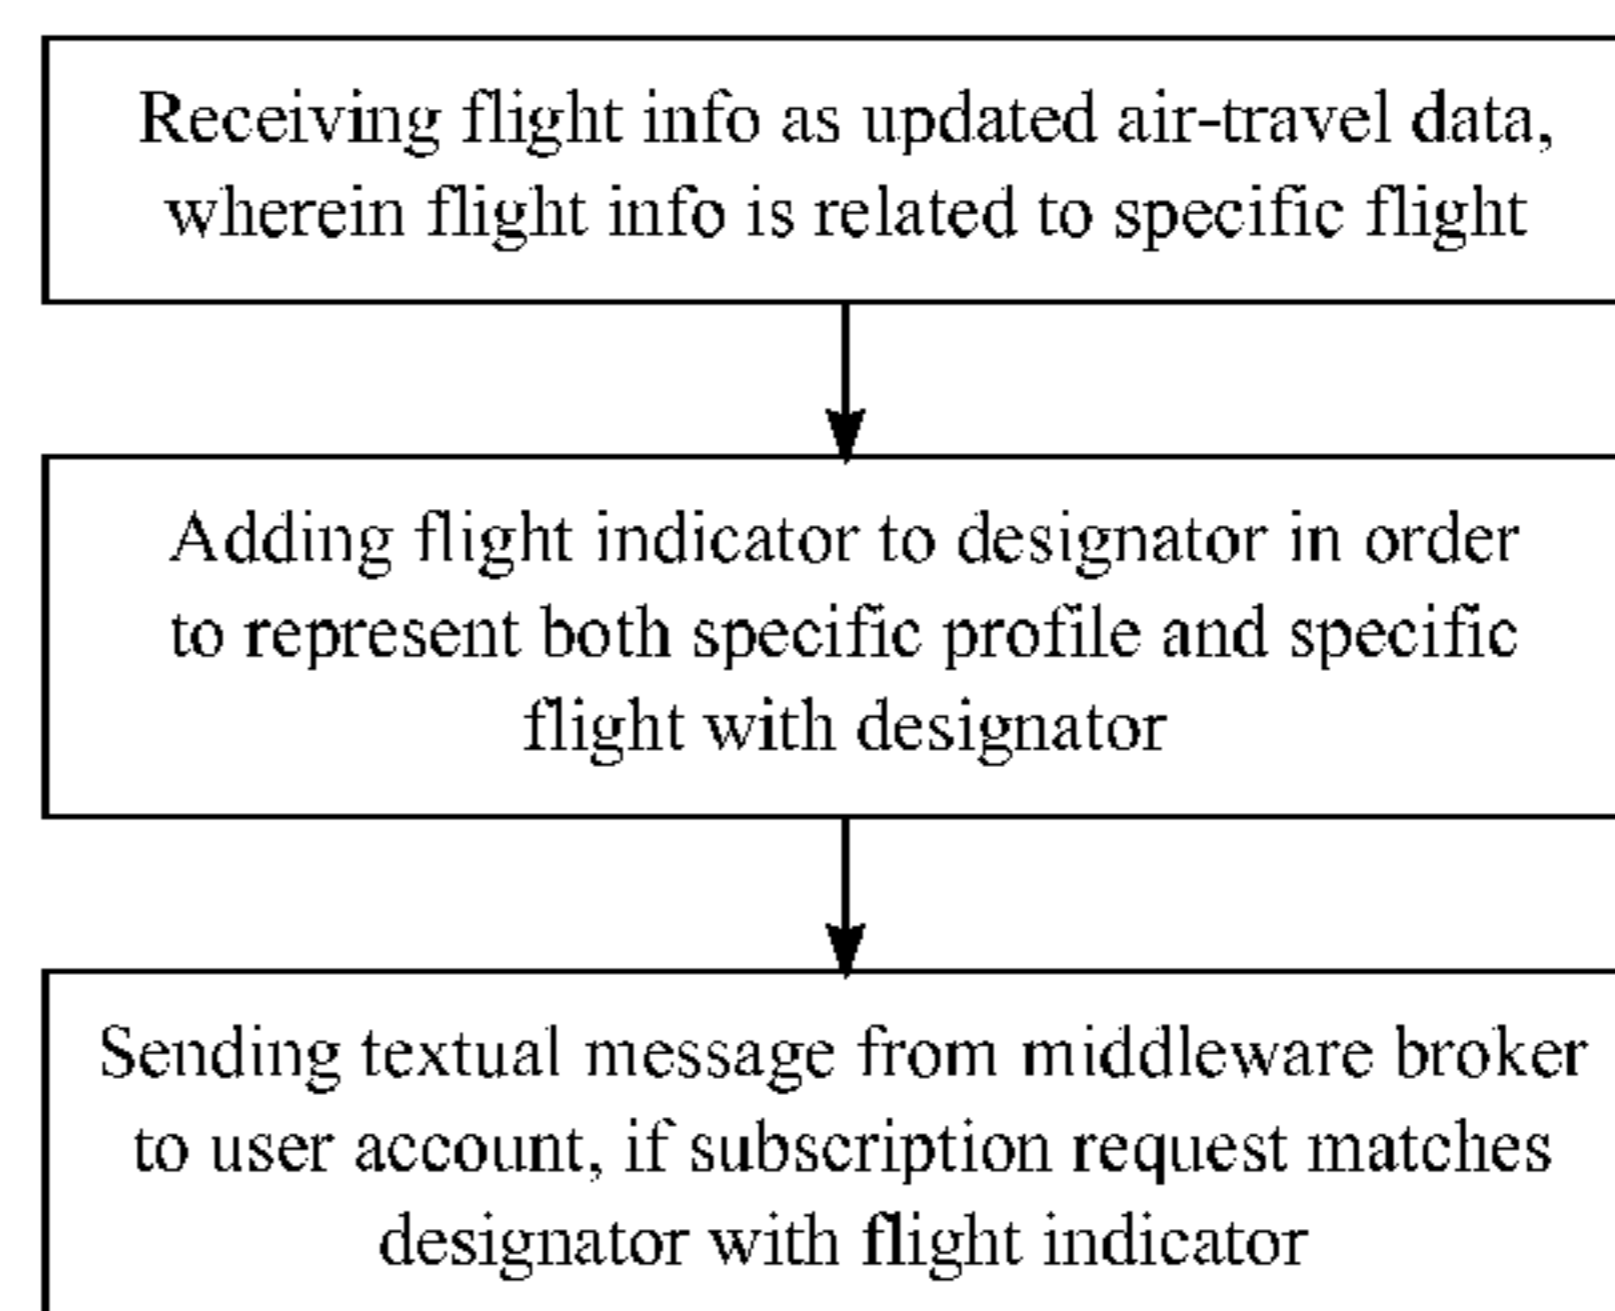 Receiving flight info as updated air-travel data,
wherein flight info is related to specific flight
Adding flight indicator to designator in order
to represent both specific profile and specific
flight with designator
Sending textual message from middleware broker
to user account, if subscription request matches
designator with flight indicator